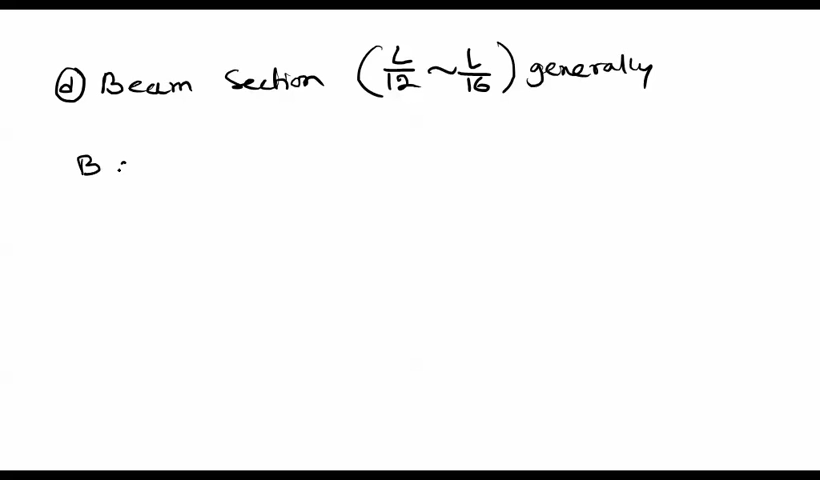 ⓓ Beam Section (L/12 ~ L/16) generally
B :